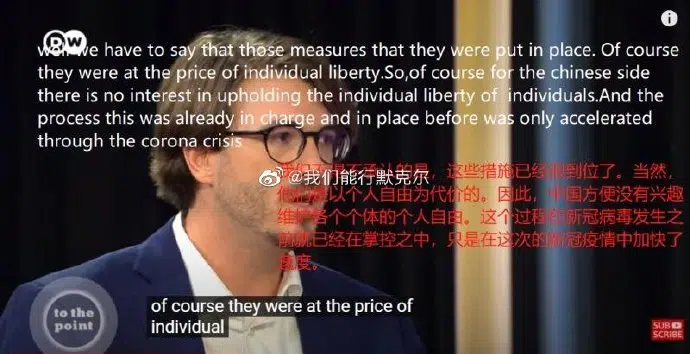 DW
well we have to say that those measures that they were put in place. Of course
they were at the price of individual liberty.So,of course for the chinese side
there is no interest in upholding the individual liberty of individuals.And the
process this was already in charge and in place before was only accelerated
through the corona crisis
的是，这些措施已经 到位了。当然，
@我们能行默克尔
以个人自由为代价的。因此，中国方便没有兴趣
维护各个个体的个人自由。这个过程在新冠病毒发生之
前就已经在掌控之中，只是在这次的新冠疫情中加快了
速度。
to the
point
of course they were at the price of
individual
SUB
SCRIBE